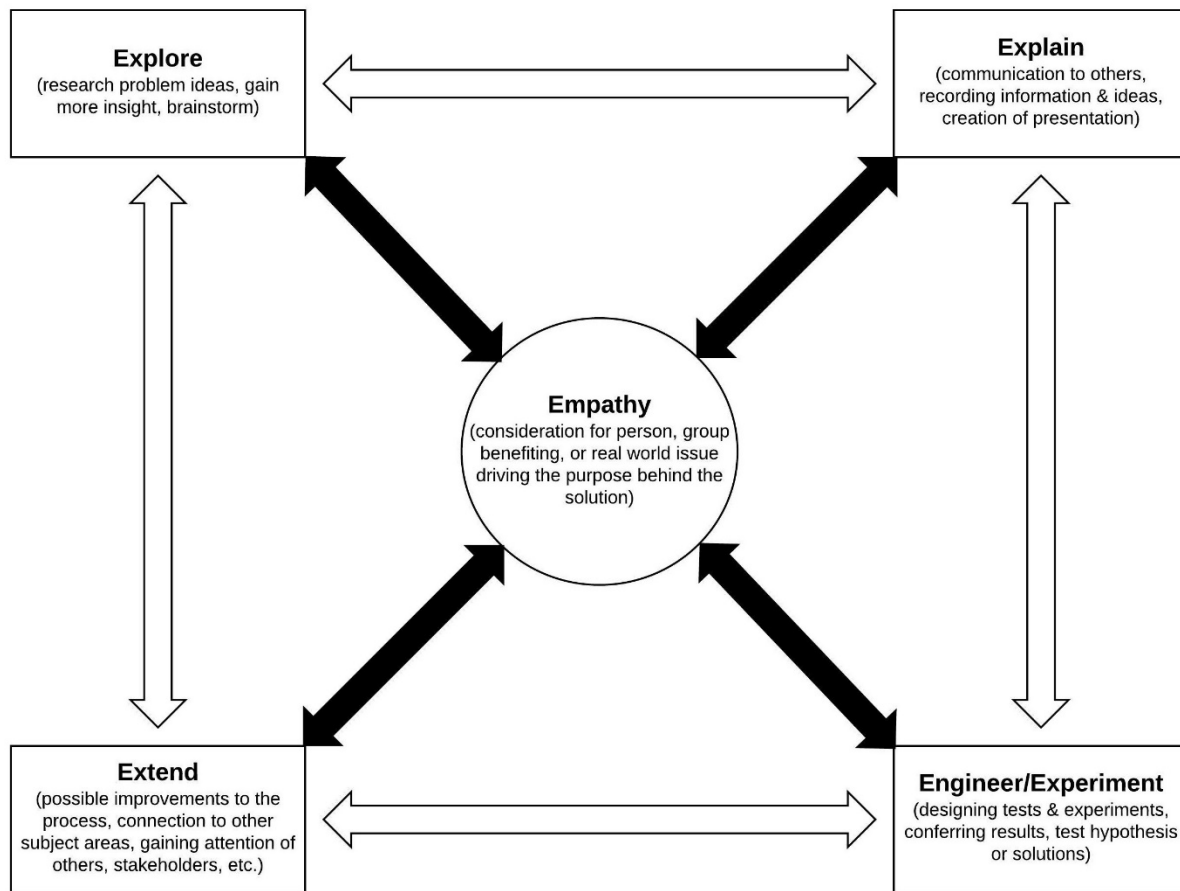 Explore
(research problem ideas, gain
more insight, brainstorm)
Explain
(communication to others,
recording information & ideas,
creation of presentation)
Empathy
(consideration for person, group
benefiting, or real world issue
driving the purpose behind the
solution)
Extend
(possible improvements to the
process, connection to other
subject areas, gaining attention of
others, stakeholders, etc.)
Engineer/Experiment
(designing tests & experiments,
conferring results, test hypothesis
or solutions)